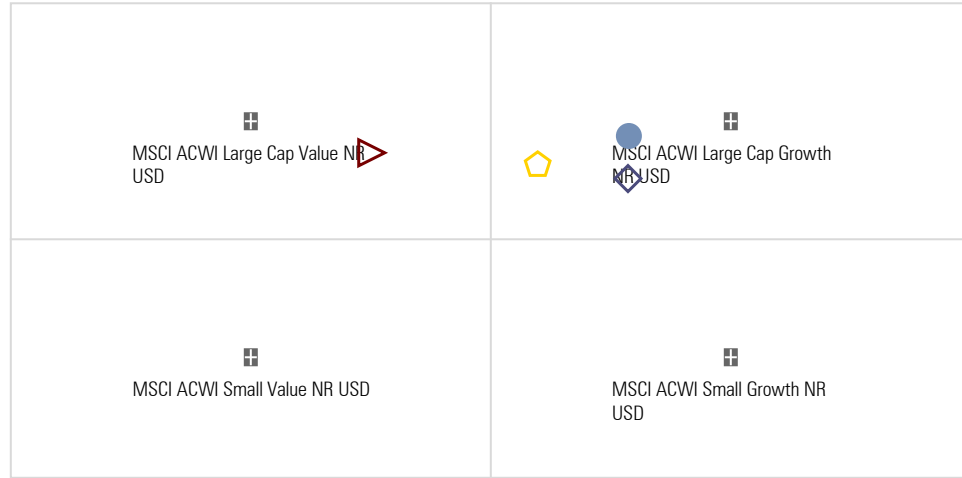 MSCI ACWI Large Cap Value NR
USD
MSCI ACWI Large Cap Growth
NR USD
MSCI ACWI Small Value NR USD
MSCI ACWI Small Growth NR
USD